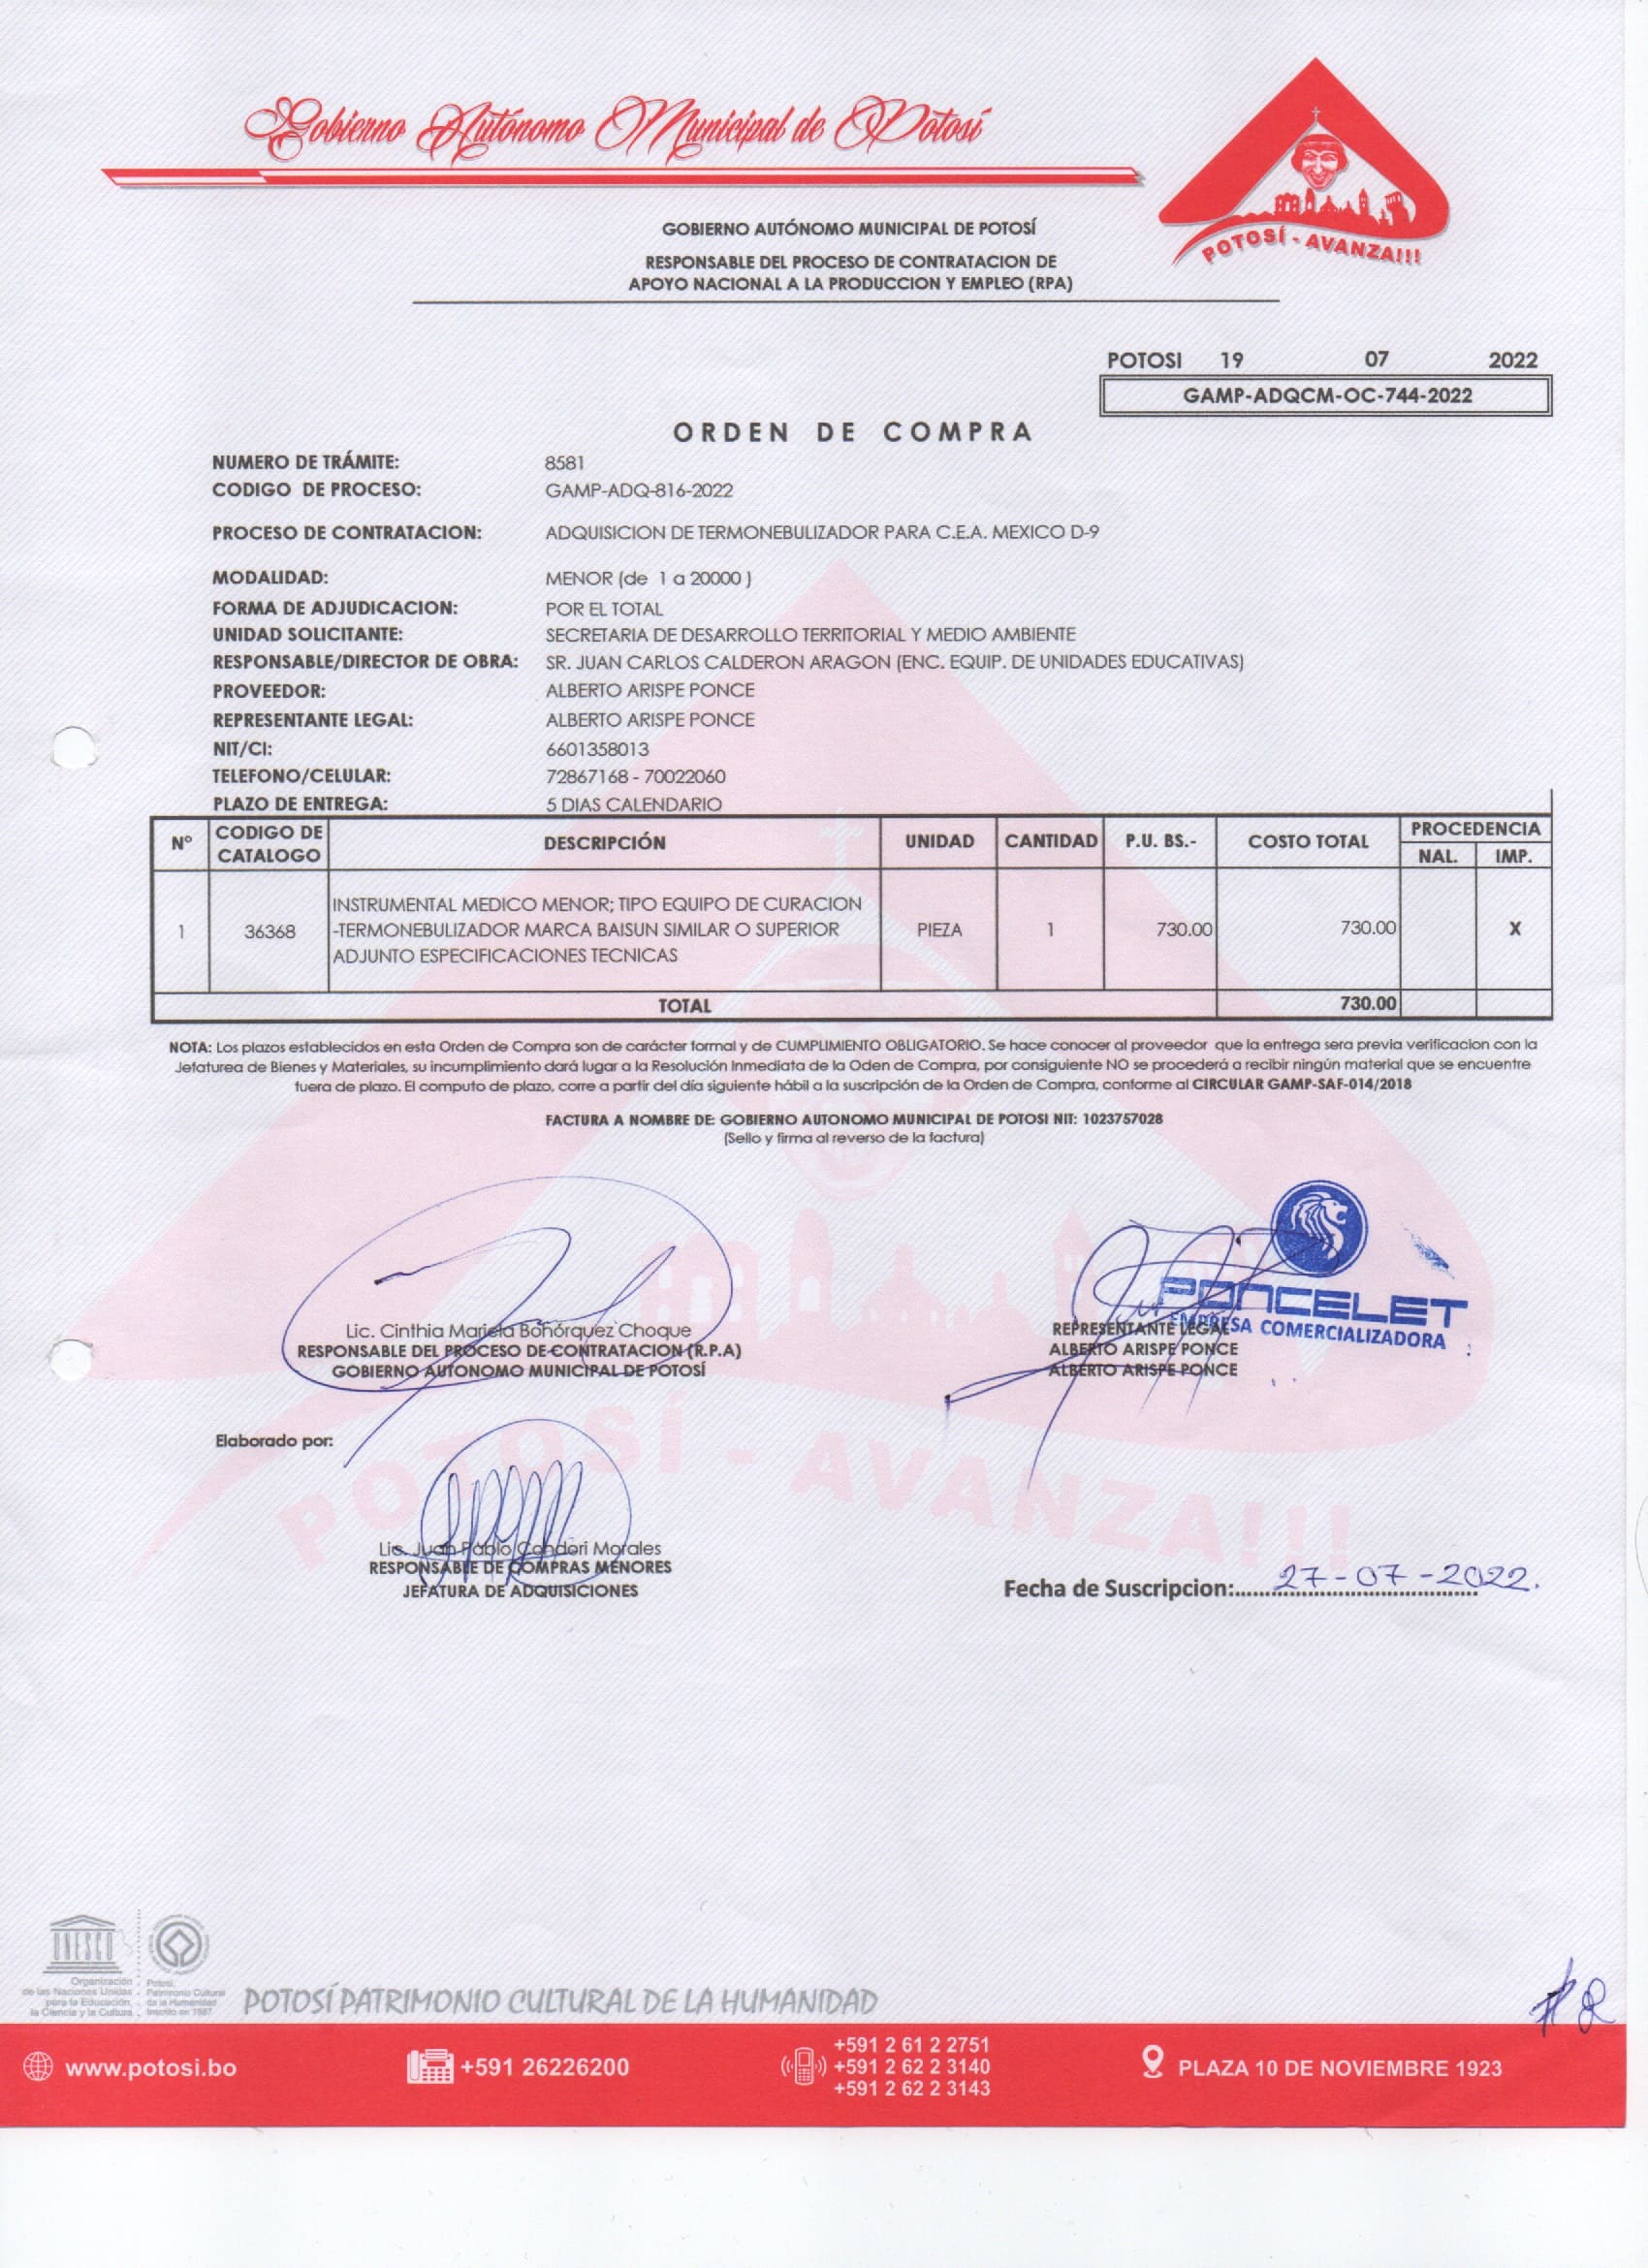 Gobierno Autónomo Municipal de Potosí
POTOSÍ - AVANZA!!!
GOBIERNO AUTÓNOMO MUNICIPAL DE POTOSÍ
RESPONSABLE DEL PROCESO DE CONTRATACION DE
APOYO NACIONAL A LA PRODUCCION Y EMPLEO (RPA)
POTOSI 19 07 2022
GAMP-ADQCM-OC-744-2022
ORDEN DE COMPRA
NUMERO DE TRÁMITE: 8581
CODIGO DE PROCESO: GAMP-ADQ-816-2022
PROCESO DE CONTRATACION: ADQUISICION DE TERMONEBULIZADOR PARA C.E.A. MEXICO D-9
MODALIDAD: MENOR (de 1 a 20000 )
FORMA DE ADJUDICACION: POR EL TOTAL
UNIDAD SOLICITANTE: SECRETARIA DE DESARROLLO TERRITORIAL Y MEDIO AMBIENTE
RESPONSABLE/DIRECTOR DE OBRA: SR. JUAN CARLOS CALDERON ARAGON (ENC. EQUIP. DE UNIDADES EDUCATIVAS)
PROVEEDOR: ALBERTO ARISPE PONCE
REPRESENTANTE LEGAL: ALBERTO ARISPE PONCE
NIT/CI: 6601358013
TELEFONO/CELULAR: 72867168 - 70022060
PLAZO DE ENTREGA: 5 DIAS CALENDARIO
Nº CODIGO DE CATALOGO DESCRIPCIÓN UNIDAD CANTIDAD P.U. BS.- COSTO TOTAL PROCEDENCIA
NAL. IMP.
INSTRUMENTAL MEDICO MENOR; TIPO EQUIPO DE CURACION
1 36368 -TERMONEBULIZADOR MARCA BAISUN SIMILAR O SUPERIOR PIEZA 1 730.00 730.00 X
ADJUNTO ESPECIFICACIONES TECNICAS
TOTAL 730.00
NOTA: Los plazos establecidos en esta Orden de Compra son de carácter formal y de CUMPLIMIENTO OBLIGATORIO. Se hace conocer al proveedor que la entrega sera previa verificacion con la
Jefaturea de Bienes y Materiales, su incumplimiento dará lugar a la Resolución Inmediata de la Oden de Compra, por consiguiente NO se procederá a recibir ningún material que se encuentre
fuera de plazo. El computo de plazo, corre a partir del día siguiente hábil a la suscripción de la Orden de Compra, conforme al CIRCULAR GAMP-SAF-014/2018
FACTURA A NOMBRE DE: GOBIERNO AUTONOMO MUNICIPAL DE POTOSI NIT: 1023757028
(Sello y firma al reverso de la factura)
PONCELET
EMPRESA COMERCIALIZADORA
Lic. Cinthia Mariela Bohórquez Choque
RESPONSABLE DEL PROCESO DE CONTRATACION (R.P.A)
GOBIERNO AUTONOMO MUNICIPAL DE POTOSÍ
REPRESENTANTE LEGAL
ALBERTO ARISPE PONCE
ALBERTO ARISPE PONCE
Elaborado por:
POTOSÍ - AVANZA!!!
Lic. Juan Pablo Condori Morales
RESPONSABLE DE COMPRAS MENORES
JEFATURA DE ADQUISICIONES
Fecha de Suscripcion:.......27-07-2022.
UNESCO
Organización
de las Naciones Unidas
para la Educación,
la Ciencia y la Cultura
Potosí,
Patrimonio Cultural
de la Humanidad
Inscrito en 1987
POTOSÍ PATRIMONIO CULTURAL DE LA HUMANIDAD
www.potosi.bo
+591 26226200
+591 2 61 2 2751
+591 2 62 2 3140
+591 2 62 2 3143
PLAZA 10 DE NOVIEMBRE 1923